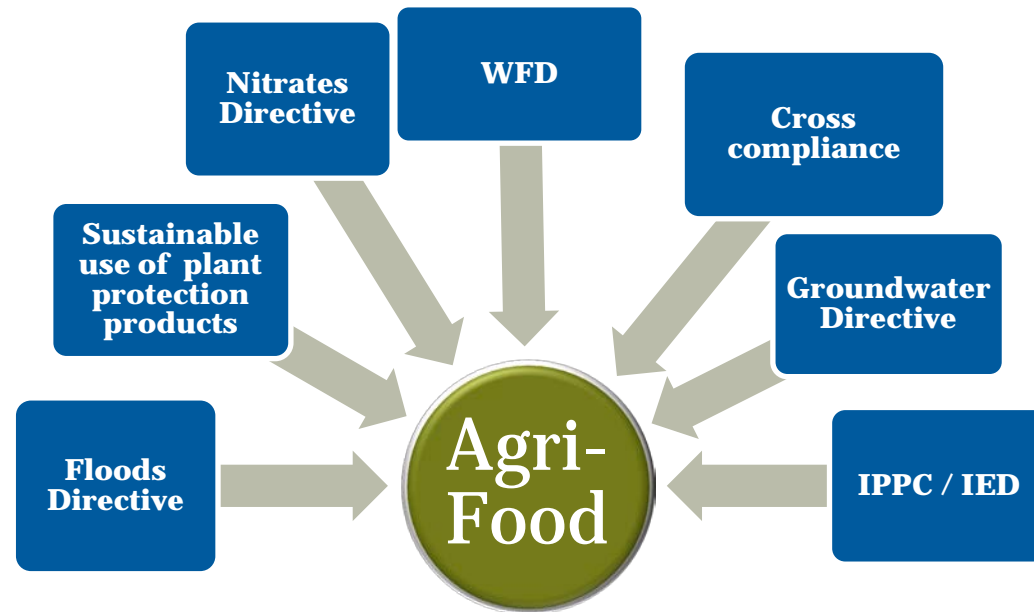 Nitrates
Directive
WFD
Cross
compliance
Sustainable
use of plant
protection
products
Groundwater
Directive
Floods
Directive
Agri-
Food
IPPC / IED